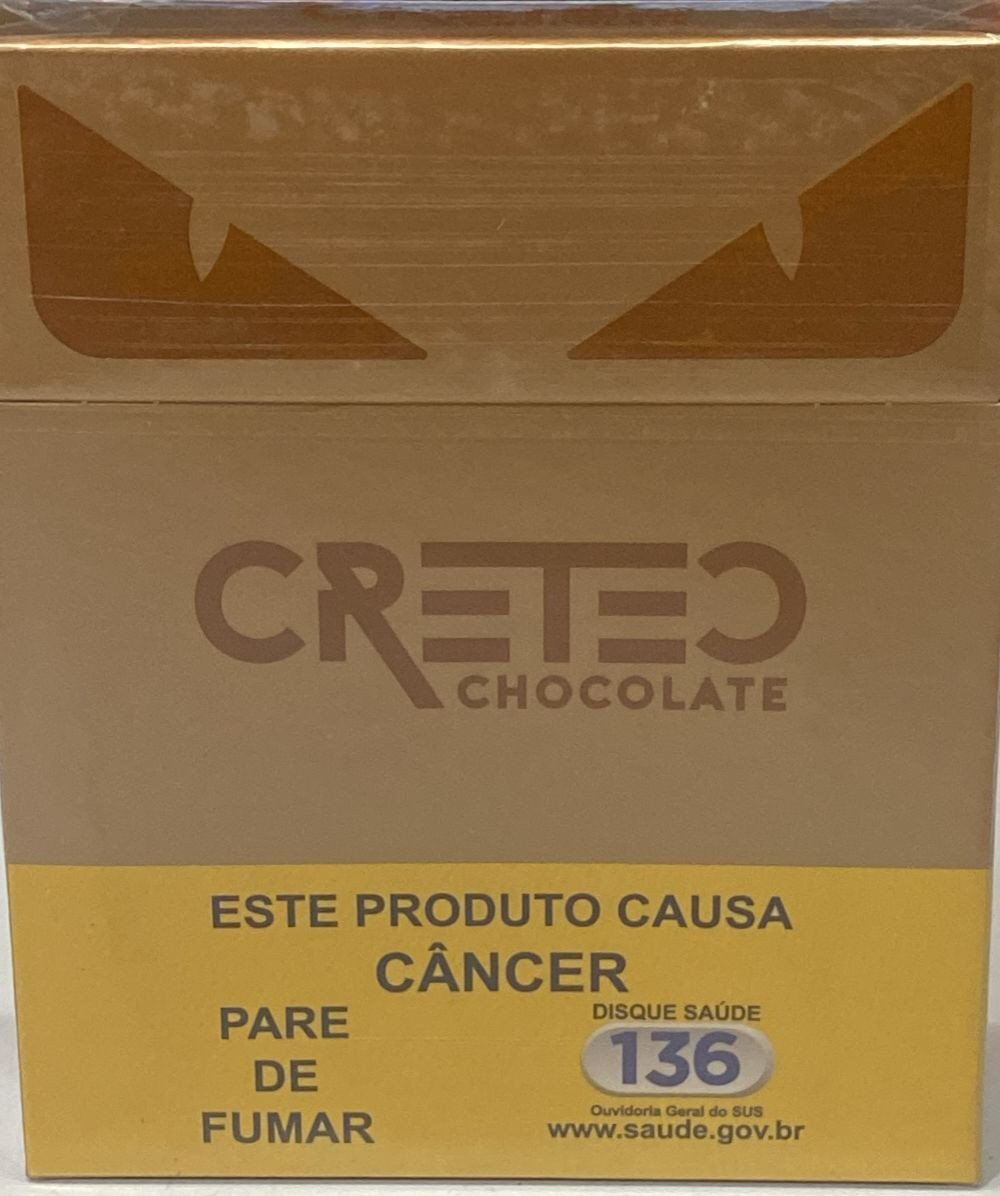 CRETEC
CHOCOLATE
ESTE PRODUTO CAUSA
CÂNCER
PARE
DE
FUMAR
DISQUE SAÚDE
136
Ouvidoria Geral do SUS
www.saude.gov.br